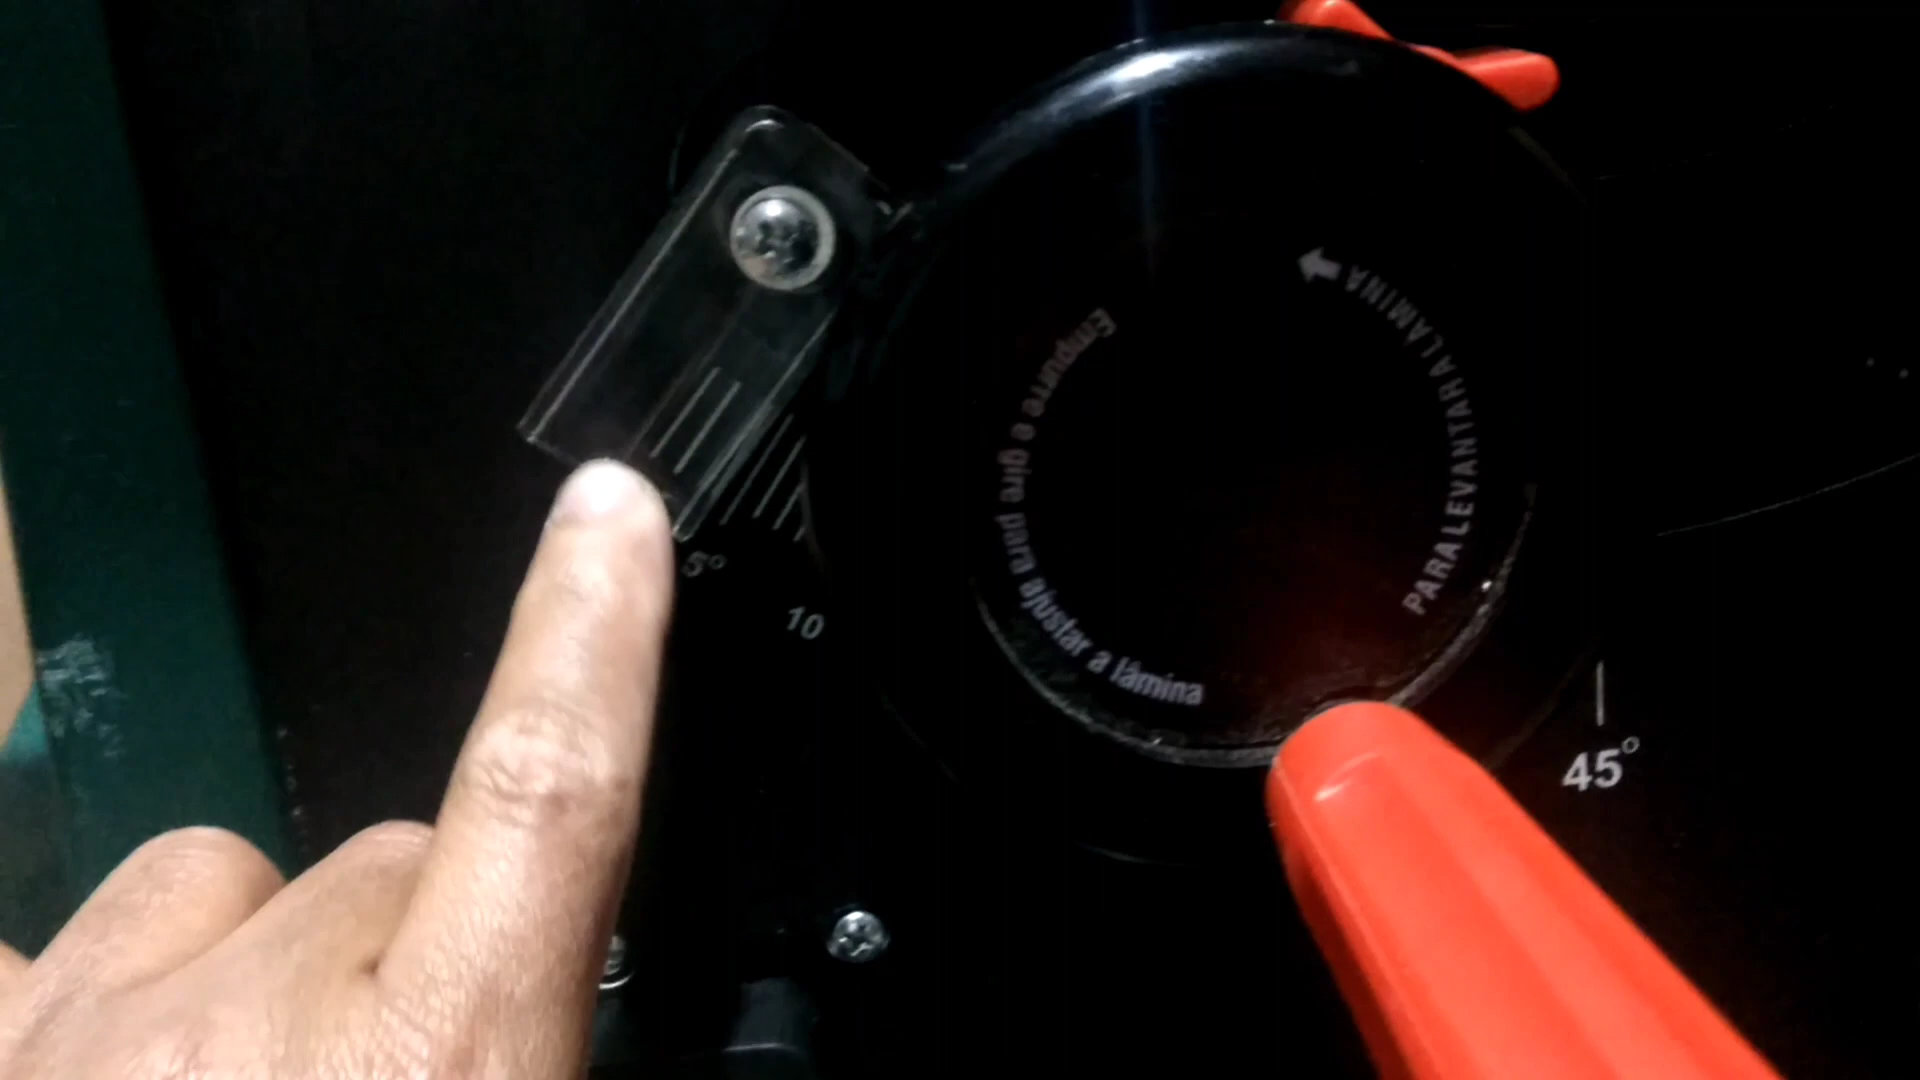 PARA LEVANTAR A LÂMINA
Empurre e gire para ajustar a lâmina
5°
10
45°